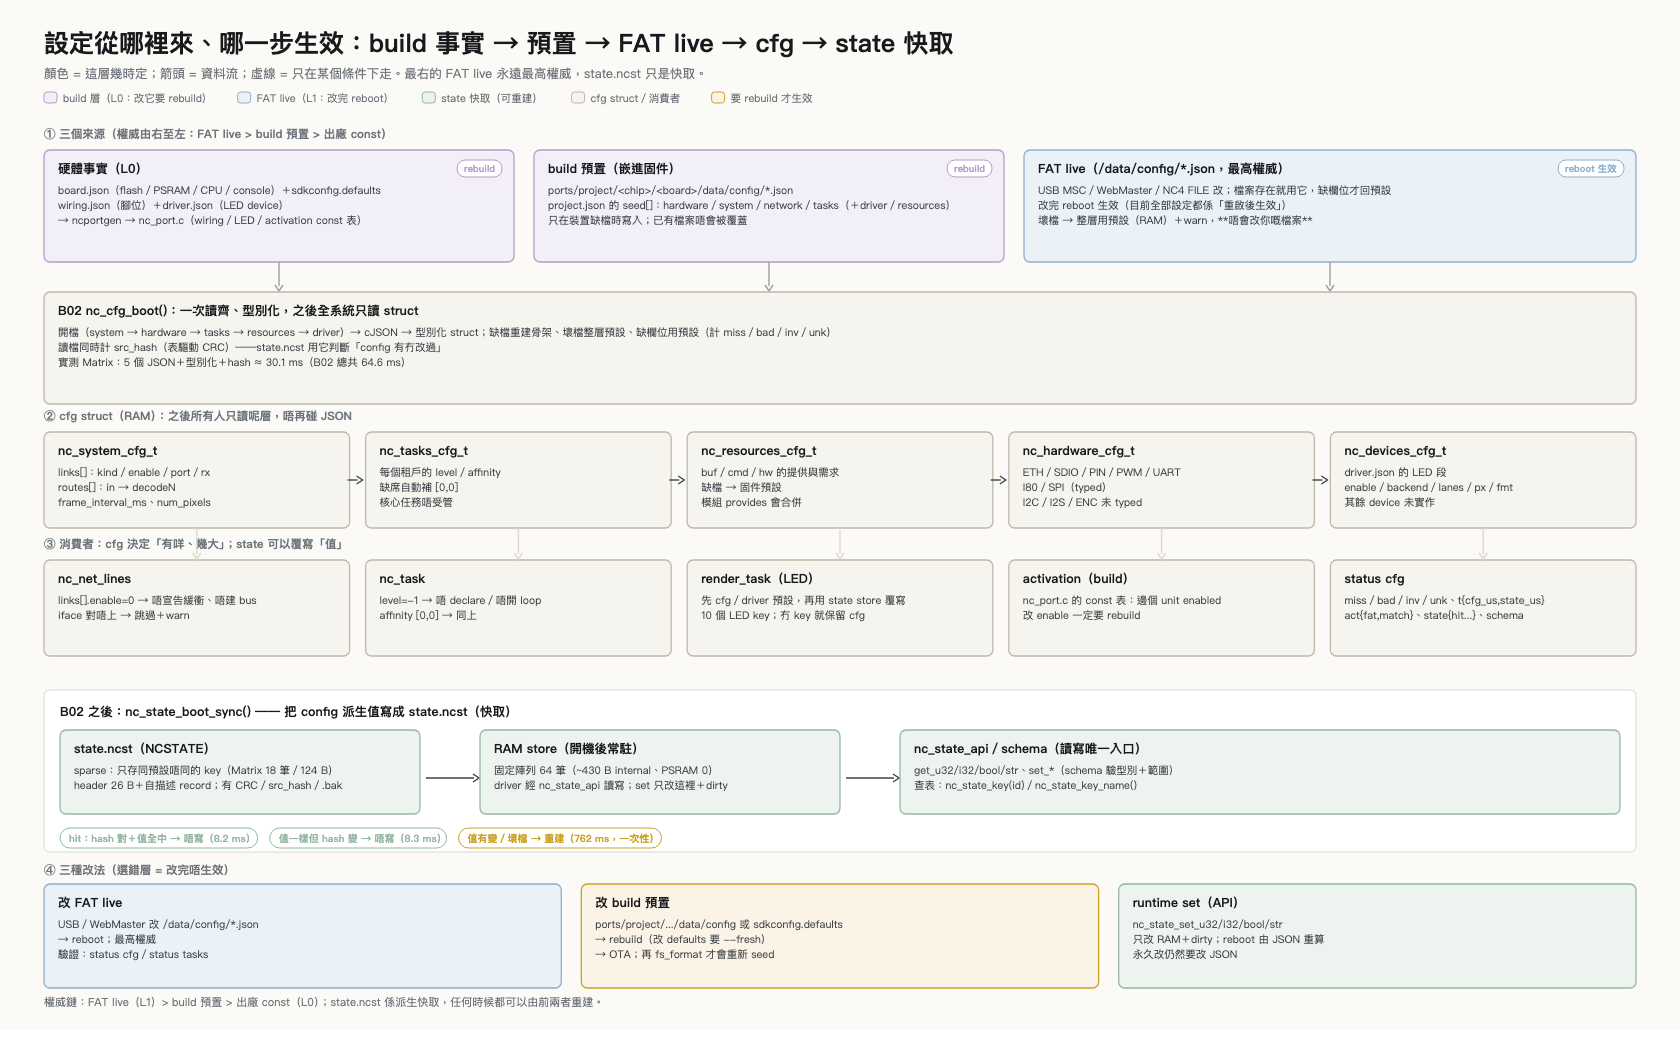 設定從哪裡來、哪一步生效：build 事實 → 預置 → FAT live → cfg → state 快取
顏色 = 這層幾時定；箭頭 = 資料流；虛線 = 只在某個條件下走。最右的 FAT live 永遠最高權威，state.ncst 只是快取。
build 層（L0：改它要 rebuild）
FAT live（L1：改完 reboot）
state 快取（可重建）
cfg struct / 消費者
要 rebuild 才生效
① 三個來源（權威由右至左：FAT live > build 預置 > 出廠 const）
硬體事實（L0）
rebuild
board.json（flash / PSRAM / CPU / console）＋sdkconfig.defaults
wiring.json（腳位）＋driver.json（LED device）
→ ncportgen → nc_port.c（wiring / LED / activation const 表）
build 預置（嵌進固件）
rebuild
ports/project/<chip>/<board>/data/config/*.json
project.json 的 seed[]：hardware / system / network / tasks（＋driver / resources）
只在裝置缺檔時寫入；已有檔案唔會被覆蓋
FAT live（/data/config/*.json，最高權威）
reboot 生效
USB MSC / WebMaster / NC4 FILE 改；檔案存在就用它，缺欄位才回預設
改完 reboot 生效（目前全部設定都係「重啟後生效」）
壞檔 → 整層用預設（RAM）＋warn，**唔會改你嘅檔案**
B02 nc_cfg_boot()：一次讀齊、型別化，之後全系統只讀 struct
開檔（system → hardware → tasks → resources → driver）→ cJSON → 型別化 struct；缺檔重建骨架、壞檔整層預設、缺欄位用預設（計 miss / bad / inv / unk）
讀檔同時計 src_hash（表驅動 CRC）——state.ncst 用它判斷「config 有冇改過」
實測 Matrix：5 個 JSON＋型別化＋hash ≈ 30.1 ms（B02 總共 64.6 ms）
② cfg struct（RAM）：之後所有人只讀呢層，唔再碰 JSON
nc_system_cfg_t
links[]：kind / enable / port / rx
routes[]：in → decodeN
frame_interval_ms、num_pixels
nc_tasks_cfg_t
每個租戶的 level / affinity
缺席自動補 [0,0]
核心任務唔受管
nc_resources_cfg_t
buf / cmd / hw 的提供與需求
缺檔 → 固件預設
模組 provides 會合併
nc_hardware_cfg_t
ETH / SDIO / PIN / PWM / UART
I80 / SPI（typed）
I2C / I2S / ENC 未 typed
nc_devices_cfg_t
driver.json 的 LED 段
enable / backend / lanes / px / fmt
其餘 device 未實作
③ 消費者：cfg 決定「有咩、幾大」；state 可以覆寫「值」
nc_net_lines
links[].enable=0 → 唔宣告緩衝、唔建 bus
iface 對唔上 → 跳過＋warn
nc_task
level=−1 → 唔 declare / 唔開 loop
affinity [0,0] → 同上
render_task（LED）
先 cfg / driver 預設，再用 state store 覆寫
10 個 LED key；冇 key 就保留 cfg
activation（build）
nc_port.c 的 const 表：邊個 unit enabled
改 enable 一定要 rebuild
status cfg
miss / bad / inv / unk、t{cfg_us,state_us}
act{fat,match}、state{hit…}、schema
B02 之後：nc_state_boot_sync() —— 把 config 派生值寫成 state.ncst（快取）
state.ncst（NCSTATE）
sparse：只存同預設唔同的 key（Matrix 18 筆 / 124 B）
header 26 B＋自描述 record；有 CRC / src_hash / .bak
RAM store（開機後常駐）
固定陣列 64 筆（~430 B internal、PSRAM 0）
driver 經 nc_state_api 讀寫；set 只改這裡＋dirty
nc_state_api / schema（讀寫唯一入口）
get_u32/i32/bool/str、set_*（schema 驗型別＋範圍）
查表：nc_state_key(id) / nc_state_key_name()
hit：hash 對＋值全中 → 唔寫（8.2 ms）
值一樣但 hash 變 → 唔寫（8.3 ms）
值有變 / 壞檔 → 重建（762 ms，一次性）
④ 三種改法（選錯層 = 改完唔生效）
改 FAT live
USB / WebMaster 改 /data/config/*.json
→ reboot；最高權威
驗證：status cfg / status tasks
改 build 預置
ports/project/…/data/config 或 sdkconfig.defaults
→ rebuild（改 defaults 要 --fresh）
→ OTA；再 fs_format 才會重新 seed
runtime set（API）
nc_state_set_u32/i32/bool/str
只改 RAM＋dirty；reboot 由 JSON 重算
永久改仍然要改 JSON
權威鏈：FAT live（L1）> build 預置 > 出廠 const（L0）；state.ncst 係派生快取，任何時候都可以由前兩者重建。